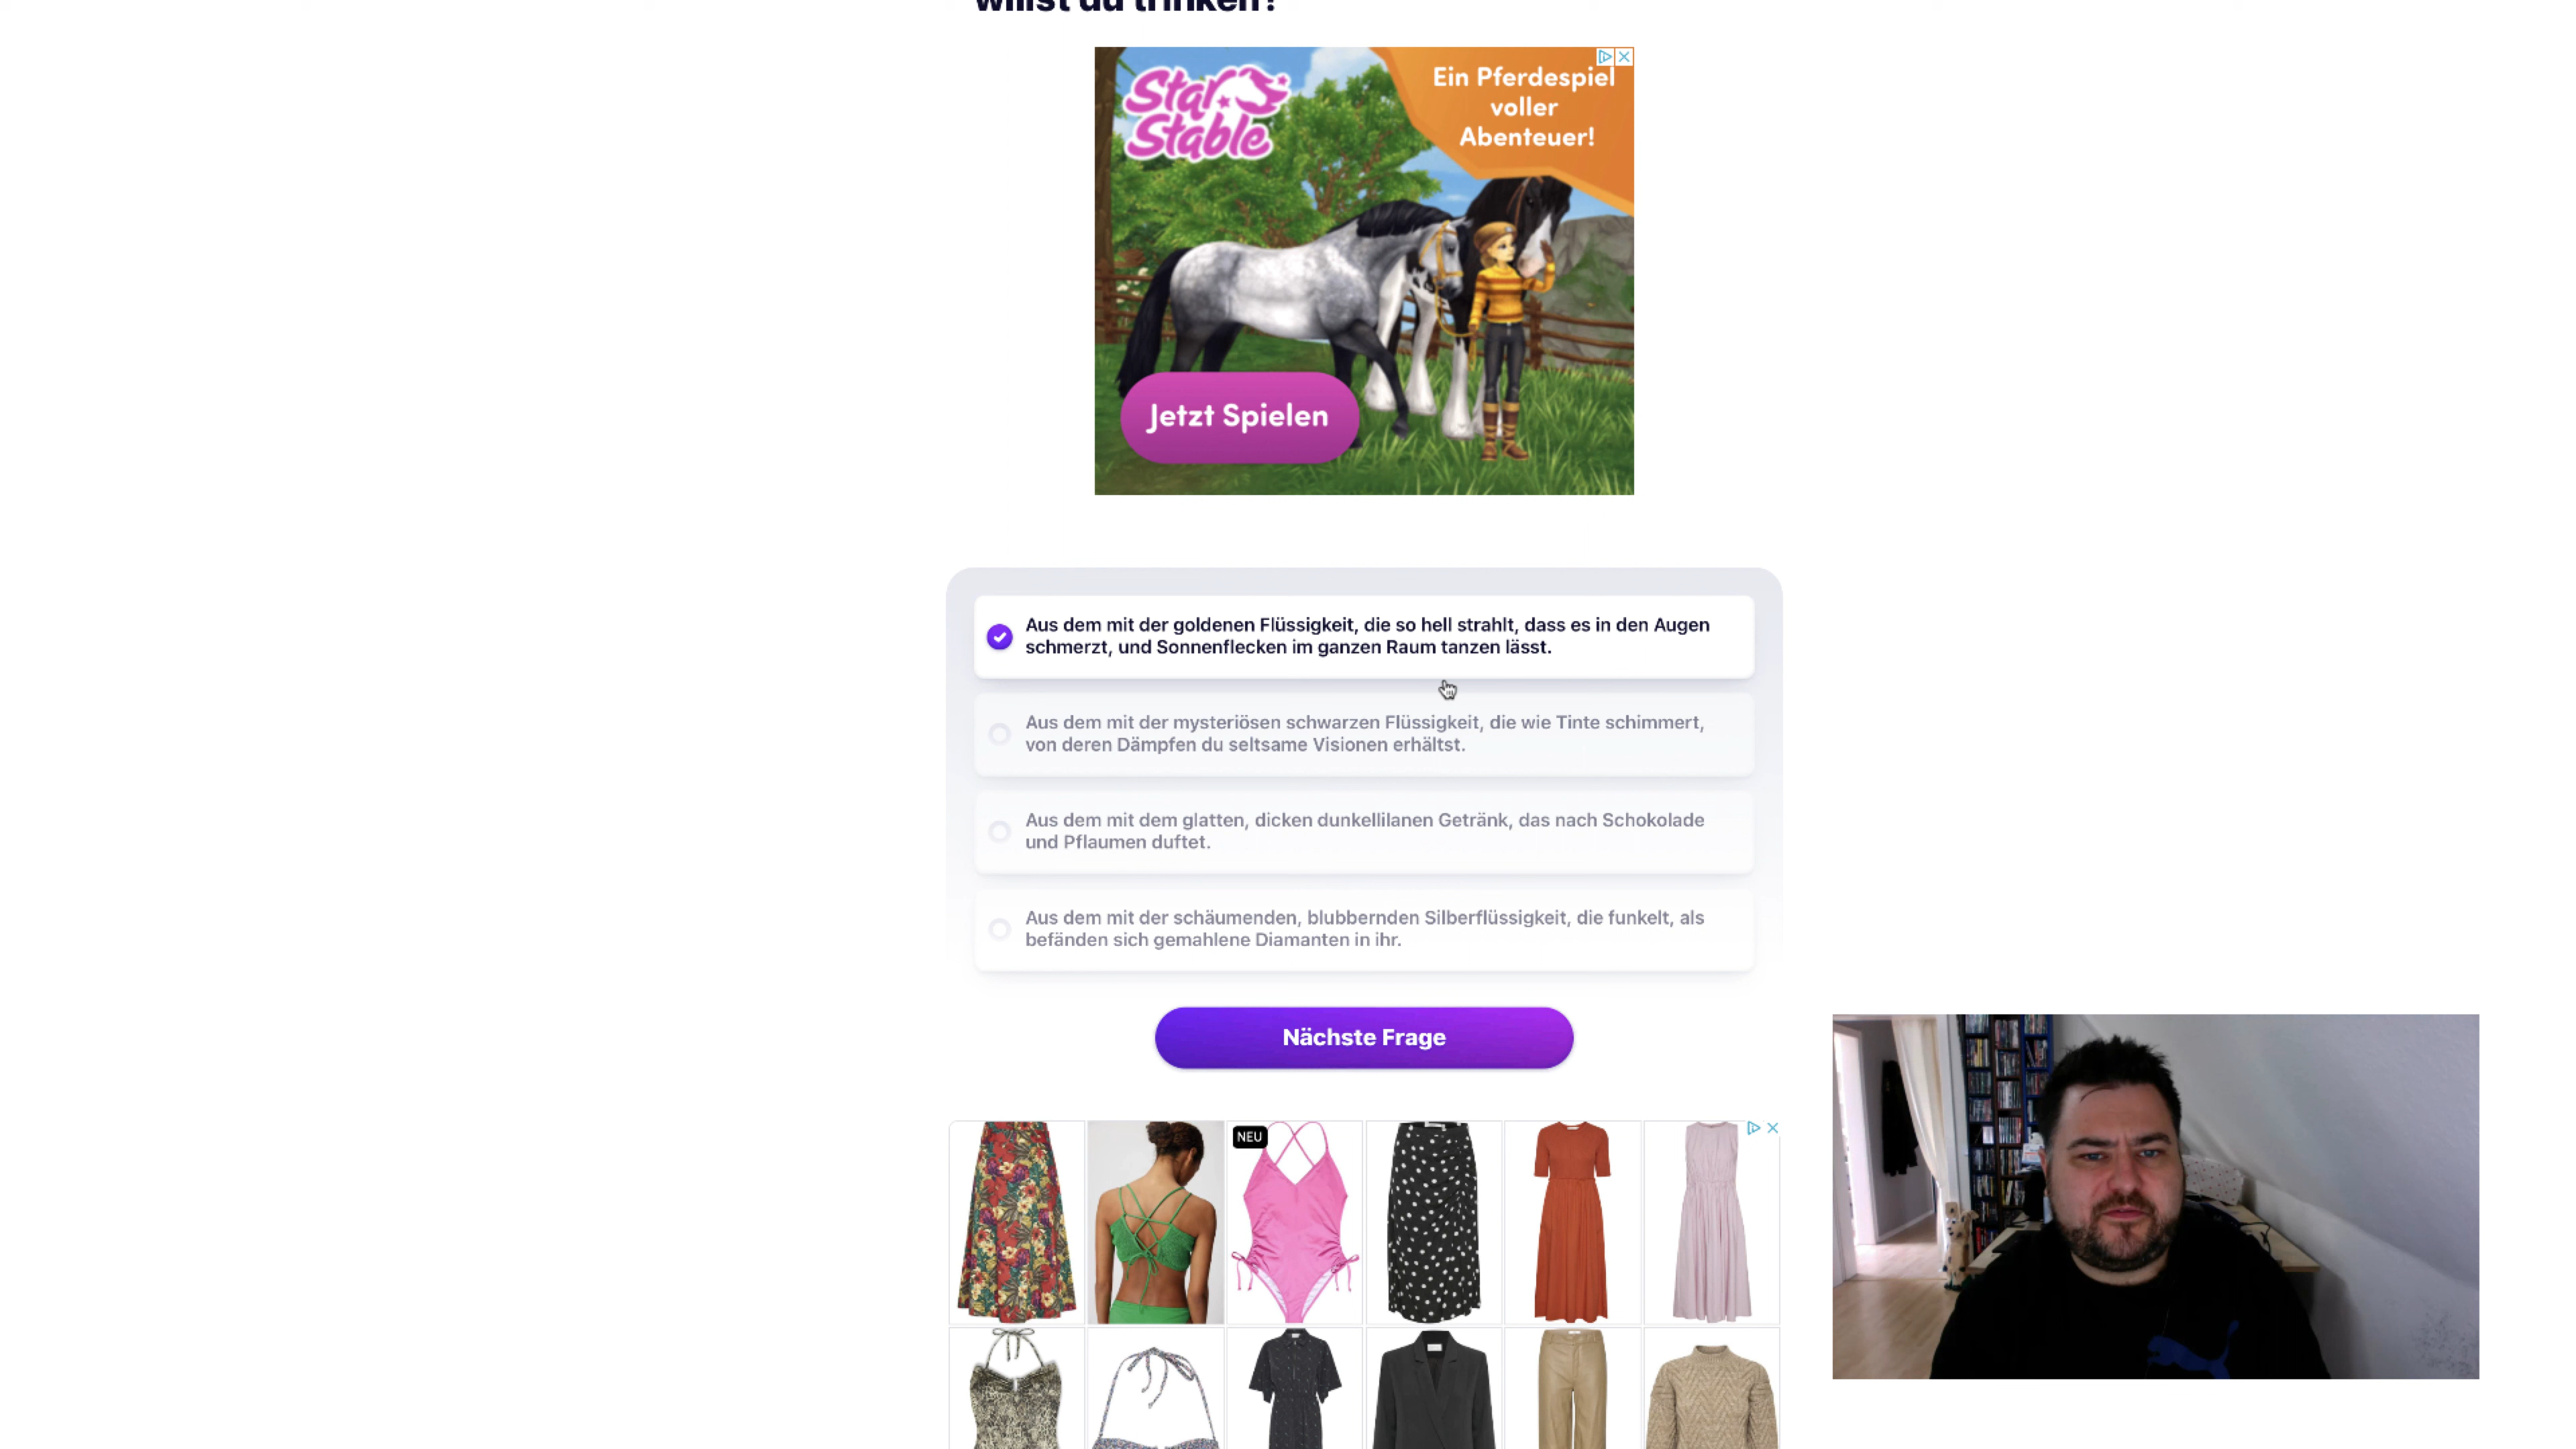 willst du trinken?
Star
Stable
Ein Pferdespiel
voller
Abenteuer!
Jetzt Spielen
Aus dem mit der goldenen Flüssigkeit, die so hell strahlt, dass es in den Augen
schmerzt, und Sonnenflecken im ganzen Raum tanzen lässt.
Aus dem mit der mysteriösen schwarzen Flüssigkeit, die wie Tinte schimmert,
von deren Dämpfen du seltsame Visionen erhältst.
Aus dem mit dem glatten, dicken dunkellilanen Getränk, das nach Schokolade
und Pflaumen duftet.
Aus dem mit der schäumenden, blubbernden Silberflüssigkeit, die funkelt, als
befänden sich gemahlene Diamanten in ihr.
Nächste Frage
NEU